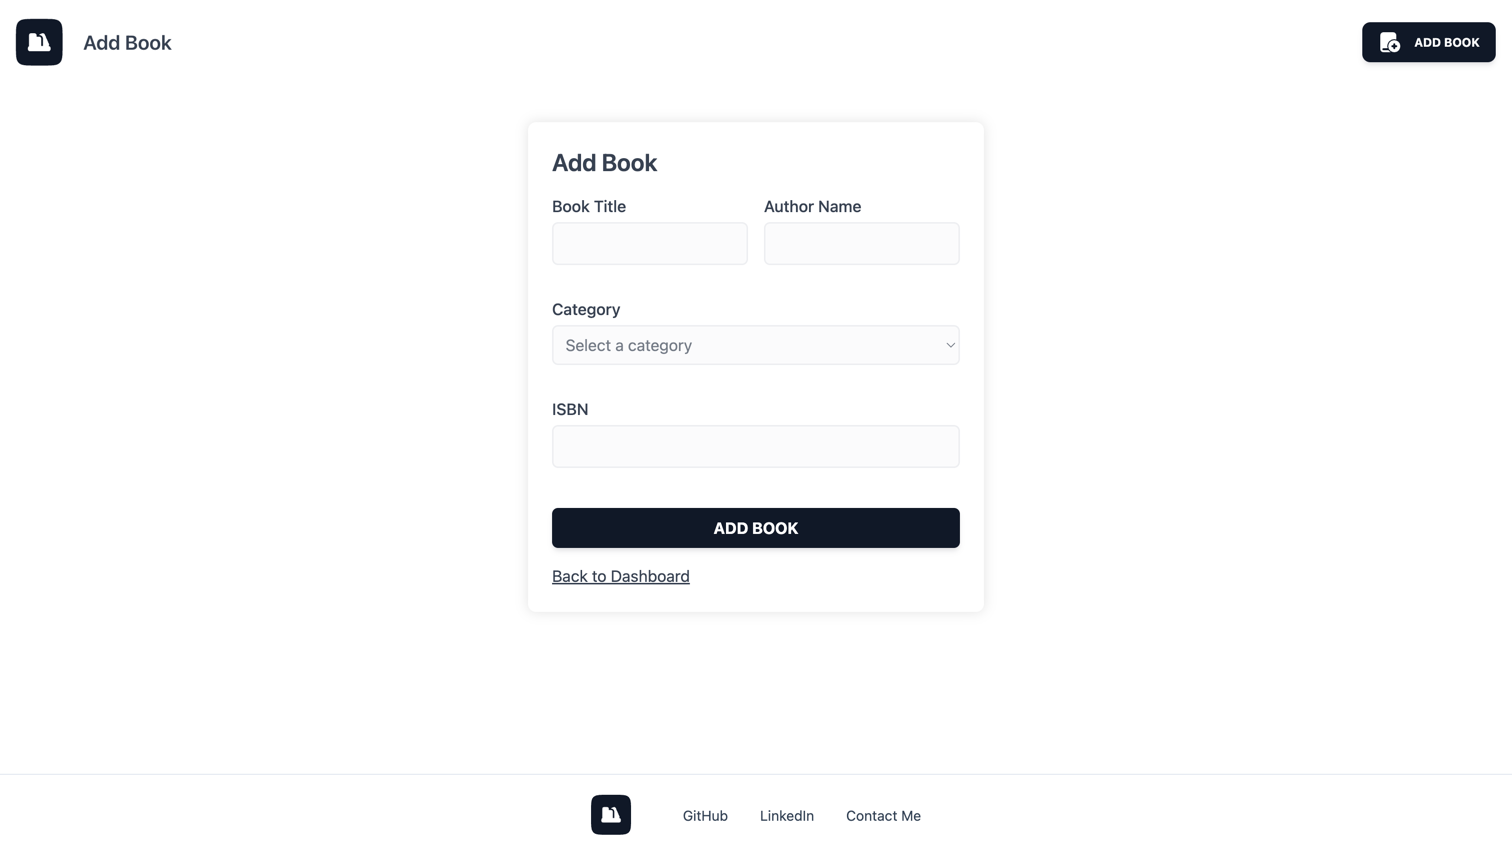 Add Book
ADD BOOK
Add Book
Book Title
Author Name
Category
Select a category
ISBN
ADD BOOK
Back to Dashboard
GitHub
LinkedIn
Contact Me